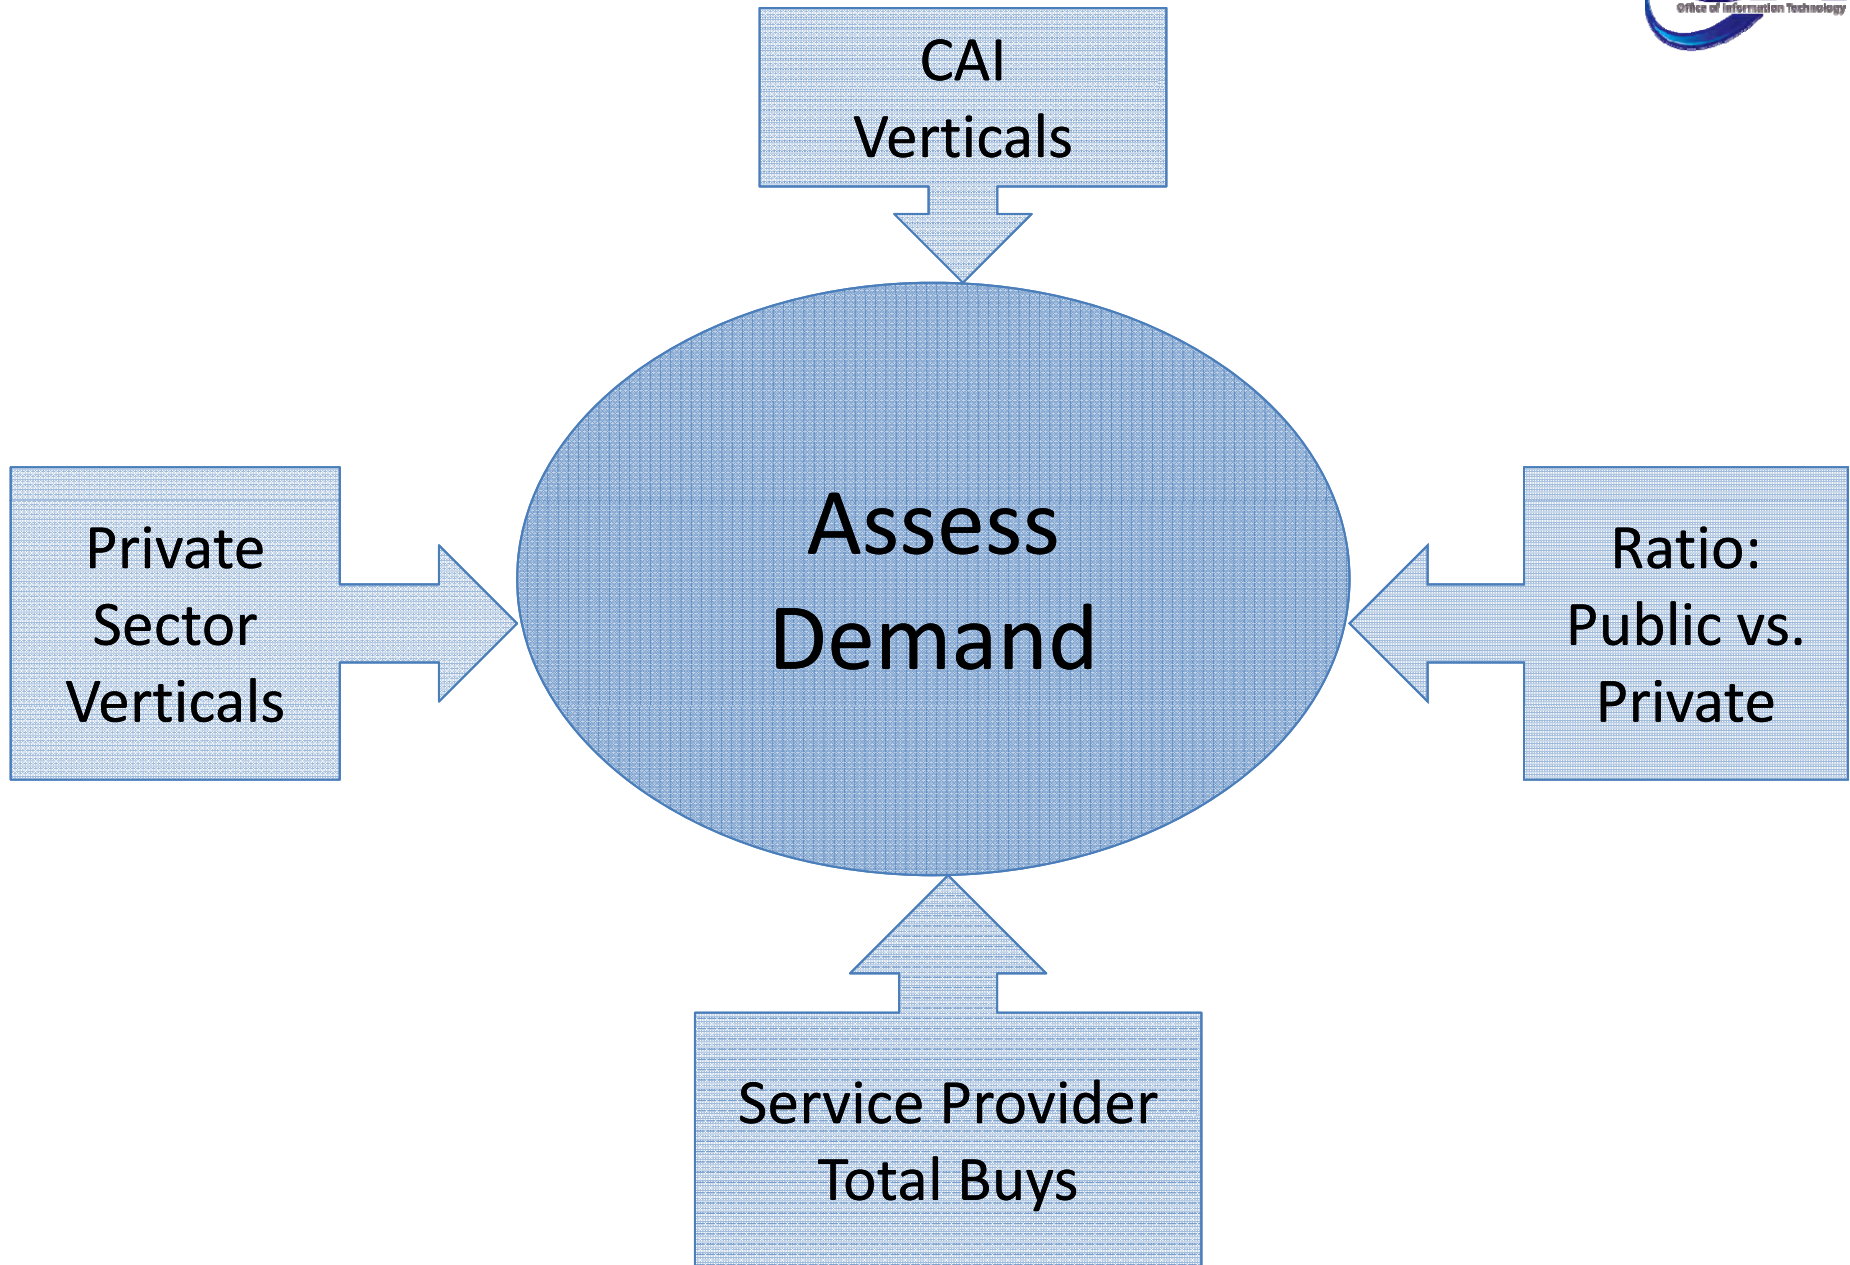 Office of Information Technology
CAI
Verticals
Assess
Demand
Private
Sector
Verticals
Ratio:
Public vs.
Private
Service Provider
Total Buys